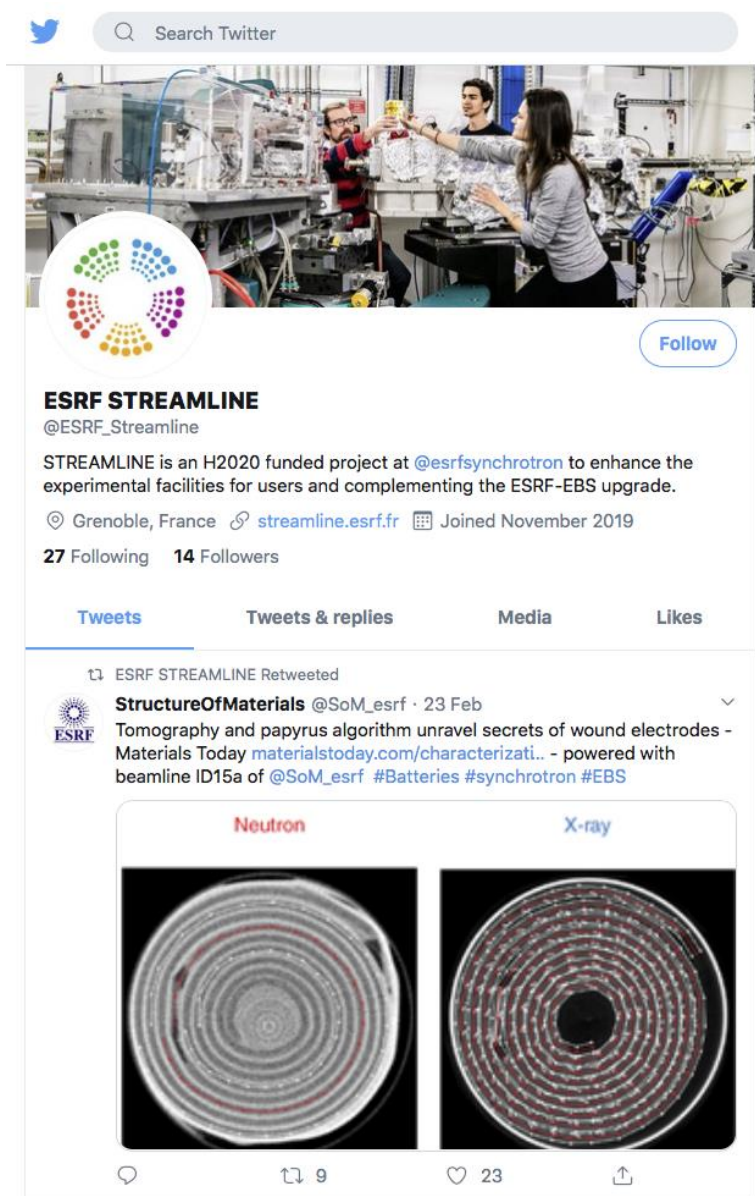 Search Twitter
Follow
ESRF STREAMLINE
@ESRF_Streamline
STREAMLINE is an H2020 funded project at @esrfsynchrotron to enhance the
experimental facilities for users and complementing the ESRF-EBS upgrade.
Grenoble, France streamline.esrf.fr Joined November 2019
27 Following 14 Followers
Tweets Tweets & replies Media Likes
ESRF STREAMLINE Retweeted
ESRF
StructureOfMaterials @SoM_esrf · 23 Feb
Tomography and papyrus algorithm unravel secrets of wound electrodes -
Materials Today materialstoday.com/characterizati.. - powered with
beamline ID15a of @SoM_esrf #Batteries #synchrotron #EBS
Neutron X-ray
9 23